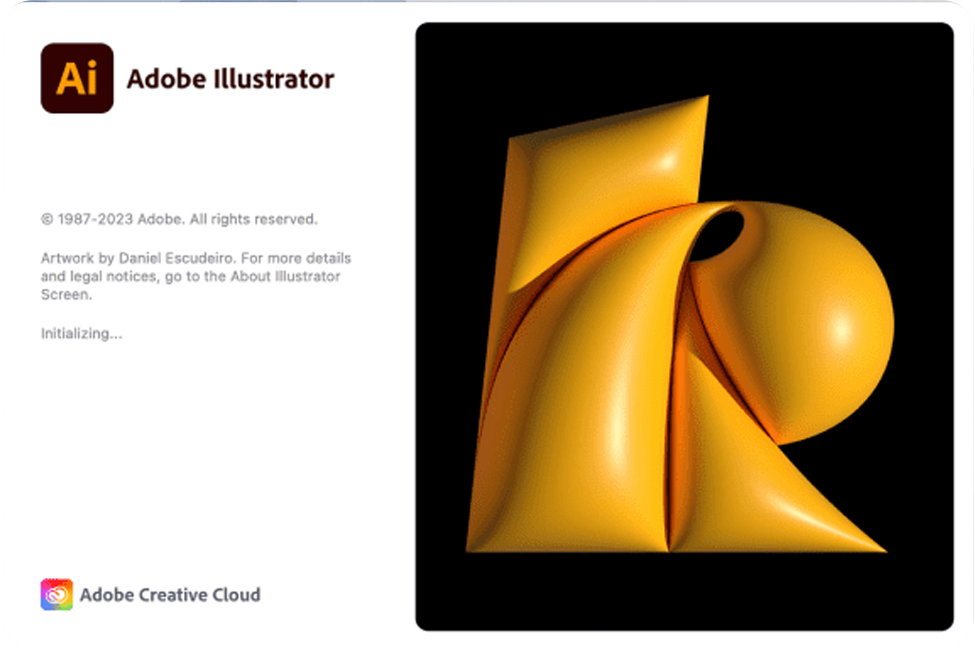 Ai Adobe Illustrator
© 1987-2023 Adobe. All rights reserved.
Artwork by Daniel Escudeiro. For more details
and legal notices, go to the About Illustrator
Screen.
Initializing...
Adobe Creative Cloud